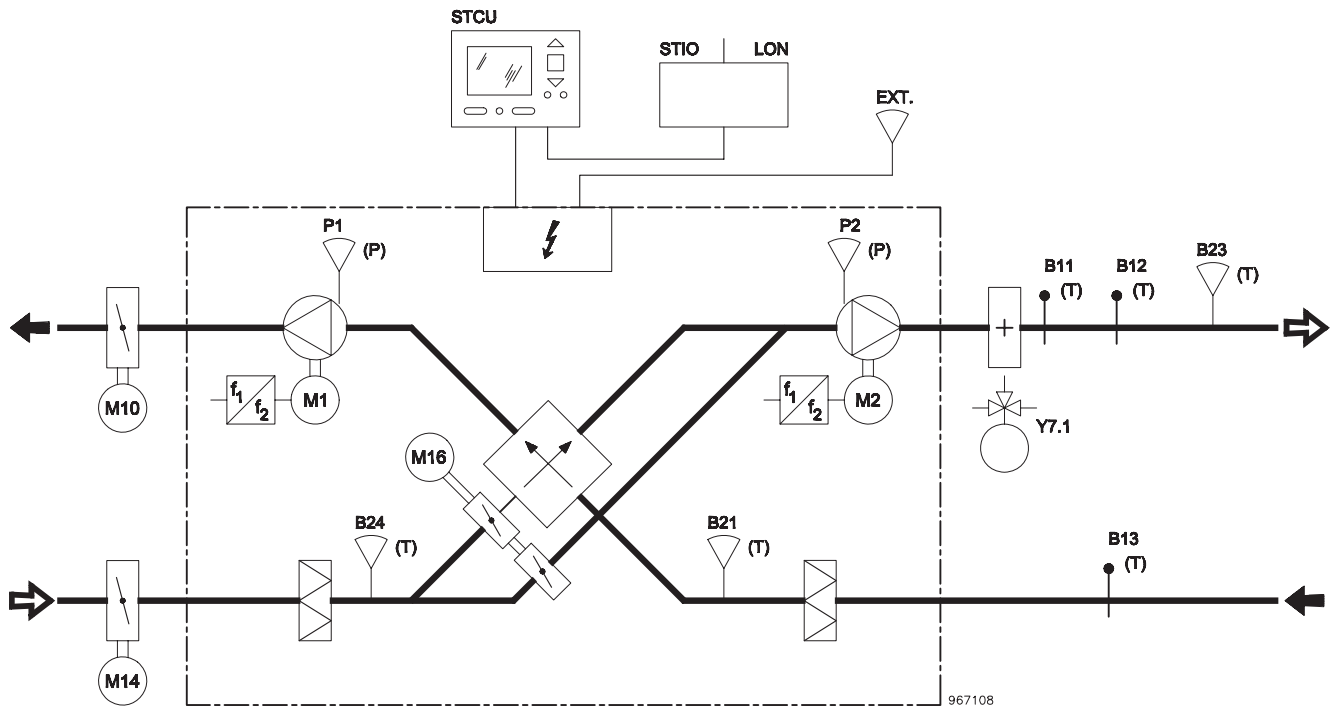 STCU
STIO LON
EXT.
P1
(P)
P2
(P)
B11
(T)
B12
(T)
B23
(T)
M10
f1
f2
M1
f1
f2
M2
Y7.1
M16
B24
(T)
B21
(T)
B13
(T)
M14
967108